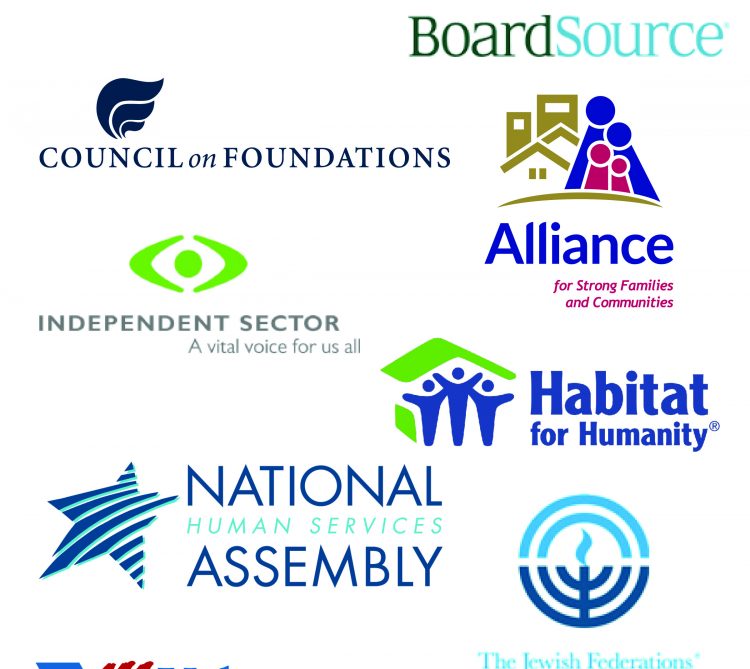 BoardSource®
COUNCIL on FOUNDATIONS
Alliance
for Strong Families
and Communities
INDEPENDENT SECTOR
A vital voice for us all
Habitat
for Humanity®
NATIONAL
HUMAN SERVICES
ASSEMBLY
The Jewish Federations®